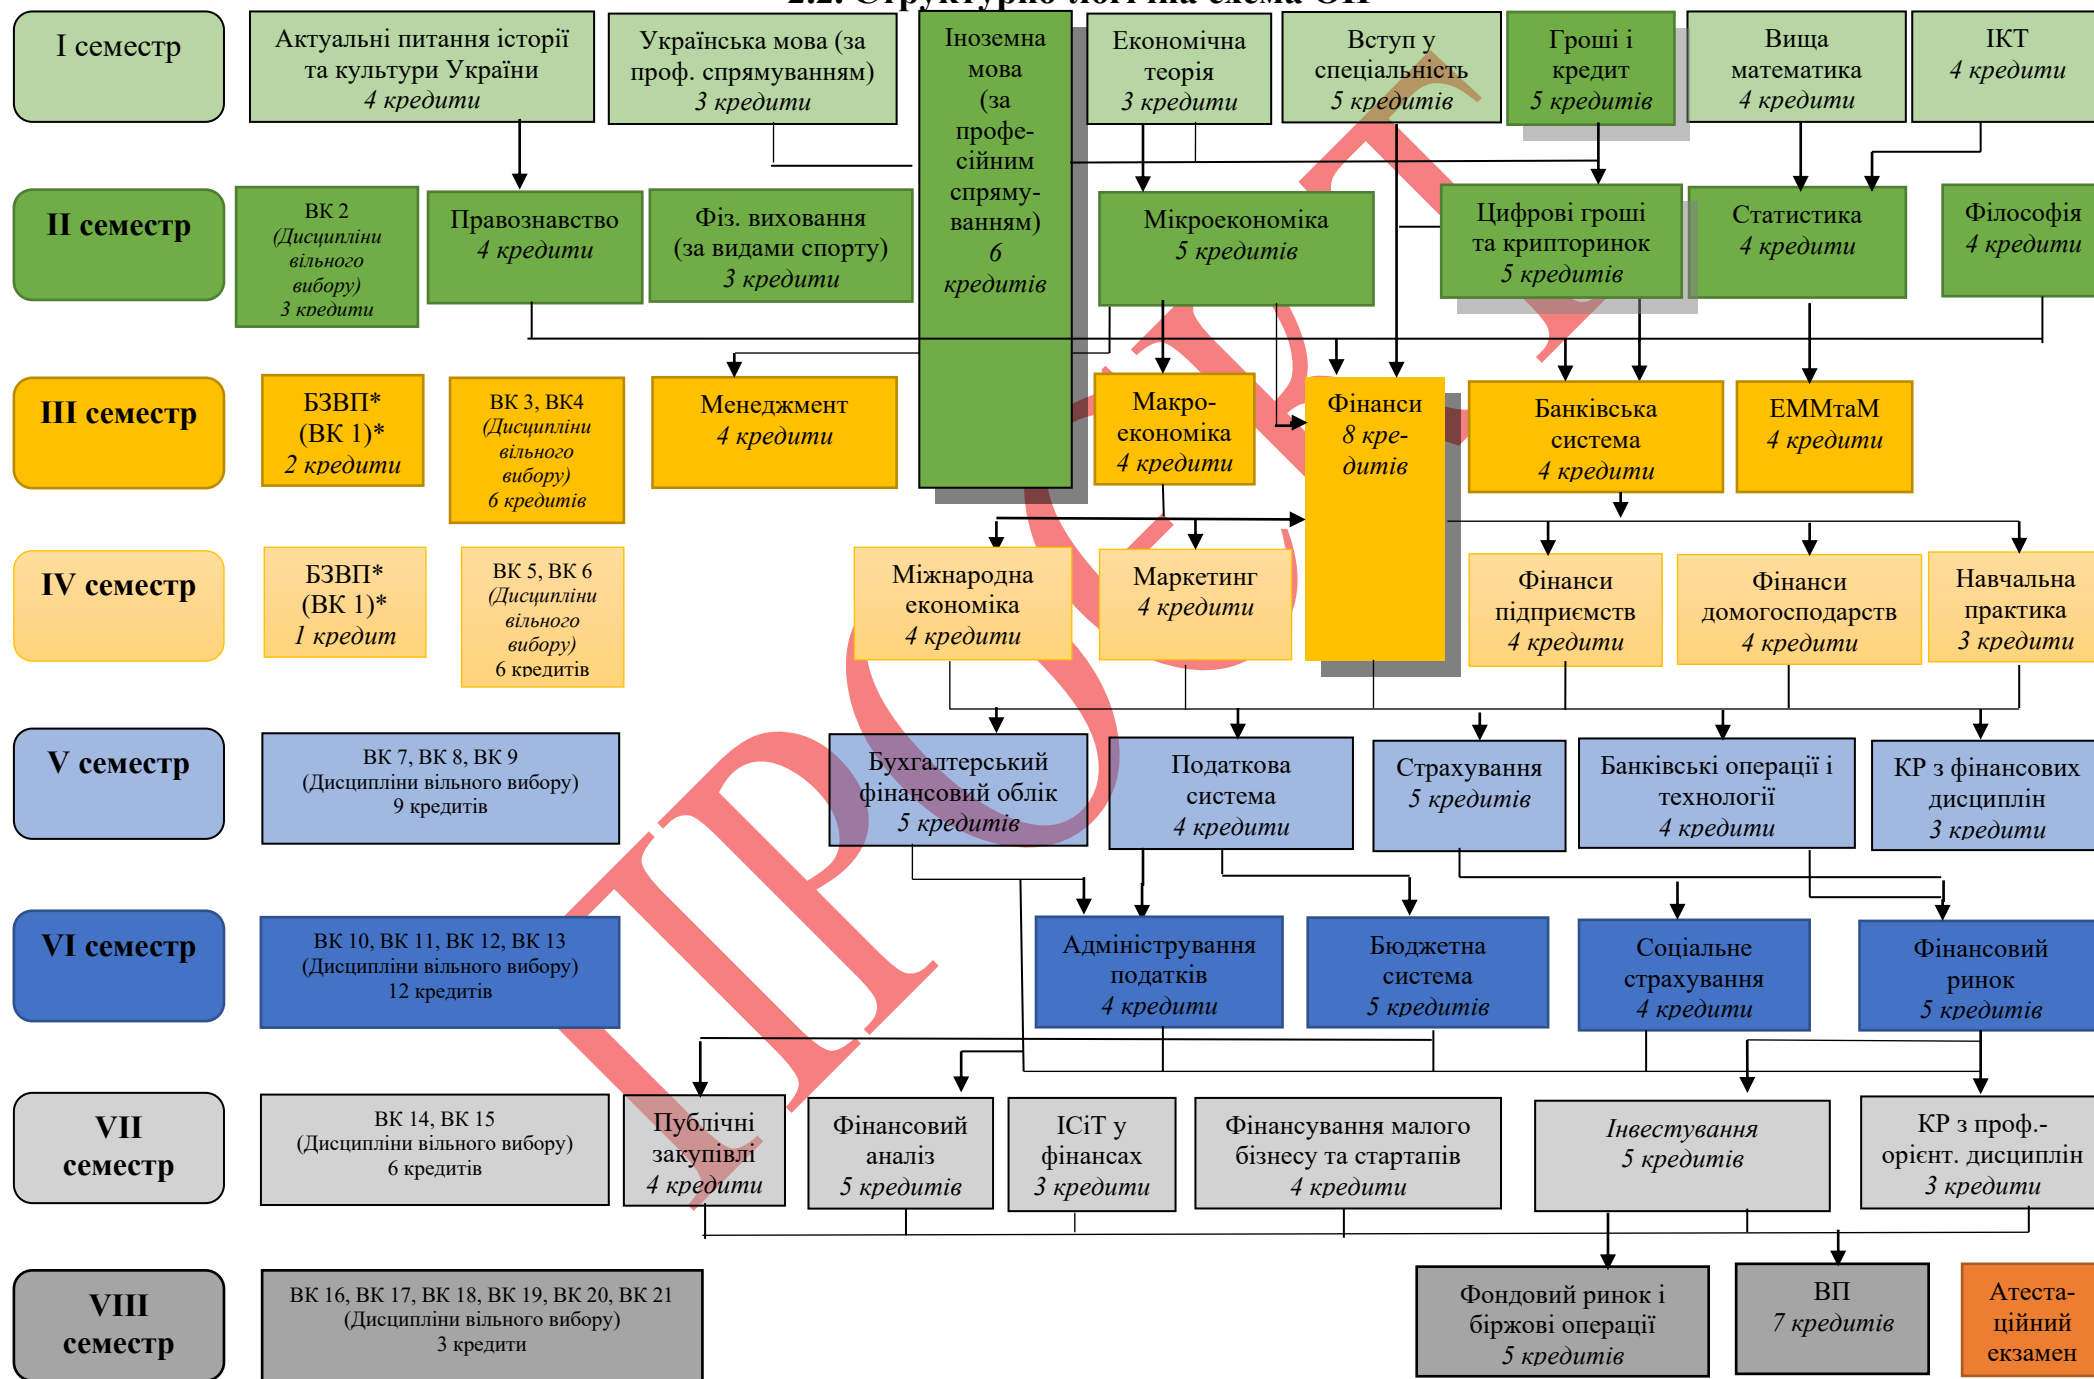 2.2. Структурно-логічна схема ОП
І семестр
Актуальні питання історії
та культури України
4 кредити
Українська мова (за
проф. спрямуванням)
3 кредити
Іноземна
мова
(за
профе-
сійним
спряму-
ванням)
6
кредитів
Економічна
теорія
3 кредити
Вступ у
спеціальність
5 кредитів
Гроші і
кредит
5 кредитів
Вища
математика
4 кредити
ІКТ
4 кредити
ІІ семестр
ВК 2
(Дисципліни
вільного
вибору)
3 кредити
Правознавство
4 кредити
Фіз. виховання
(за видами спорту)
3 кредити
Мікроекономіка
5 кредитів
Цифрові гроші
та крипторинок
5 кредитів
Статистика
4 кредити
Філософія
4 кредити
ІІІ семестр
БЗВП*
(ВК 1)*
2 кредити
ВК 3, ВК4
(Дисципліни
вільного
вибору)
6 кредитів
Менеджмент
4 кредити
Макро-
економіка
4 кредити
Фінанси
8 кре-
дитів
Банківська
система
4 кредити
ЕММтаМ
4 кредити
IV семестр
БЗВП*
(ВК 1)*
1 кредит
ВК 5, ВК 6
(Дисципліни
вільного
вибору)
6 кредитів
Міжнародна
економіка
4 кредити
Маркетинг
4 кредити
Фінанси
підприємств
4 кредити
Фінанси
домогосподарств
4 кредити
Навчальна
практика
3 кредити
V семестр
ВК 7, ВК 8, ВК 9
(Дисципліни вільного вибору)
9 кредитів
Бухгалтерський
фінансовий облік
5 кредитів
Податкова
система
4 кредити
Страхування
5 кредитів
Банківські операції і
технології
4 кредити
КР з фінансових
дисциплін
3 кредити
VI семестр
ВК 10, ВК 11, ВК 12, ВК 13
(Дисципліни вільного вибору)
12 кредитів
Адміністрування
податків
4 кредити
Бюджетна
система
5 кредитів
Соціальне
страхування
4 кредити
Фінансовий
ринок
5 кредитів
VII
семестр
ВК 14, ВК 15
(Дисципліни вільного вибору)
6 кредитів
Публічні
закупівлі
4 кредити
Фінансовий
аналіз
5 кредитів
ІСіТ у
фінансах
3 кредити
Фінансування малого
бізнесу та стартапів
4 кредити
Інвестування
5 кредитів
КР з проф.-
орієнт. дисциплін
3 кредити
VIII
семестр
ВК 16, ВК 17, ВК 18, ВК 19, ВК 20, ВК 21
(Дисципліни вільного вибору)
3 кредити
Фондовий ринок і
біржові операції
5 кредитів
ВП
7 кредитів
Атеста-
ційний
екзамен
ПРОЄКТ